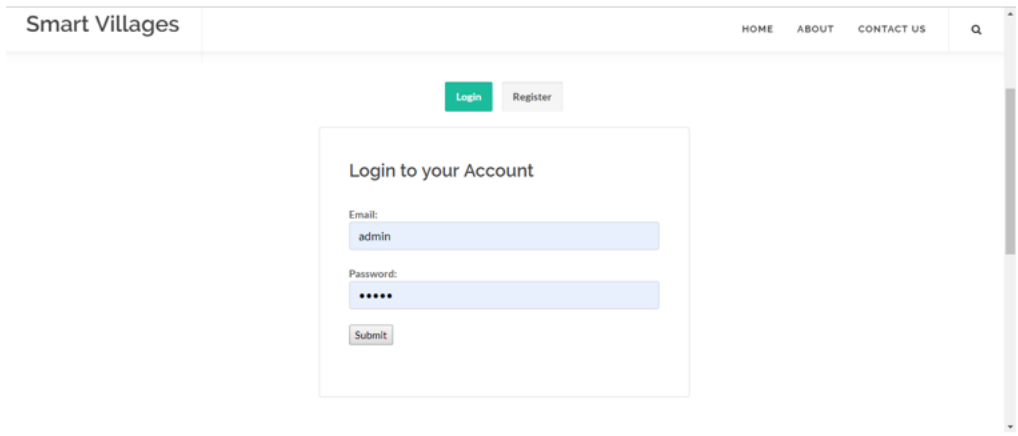 Smart Villages
HOME ABOUT CONTACT US
Login Register
Login to your Account
Email:
admin
Password:
•••••
Submit